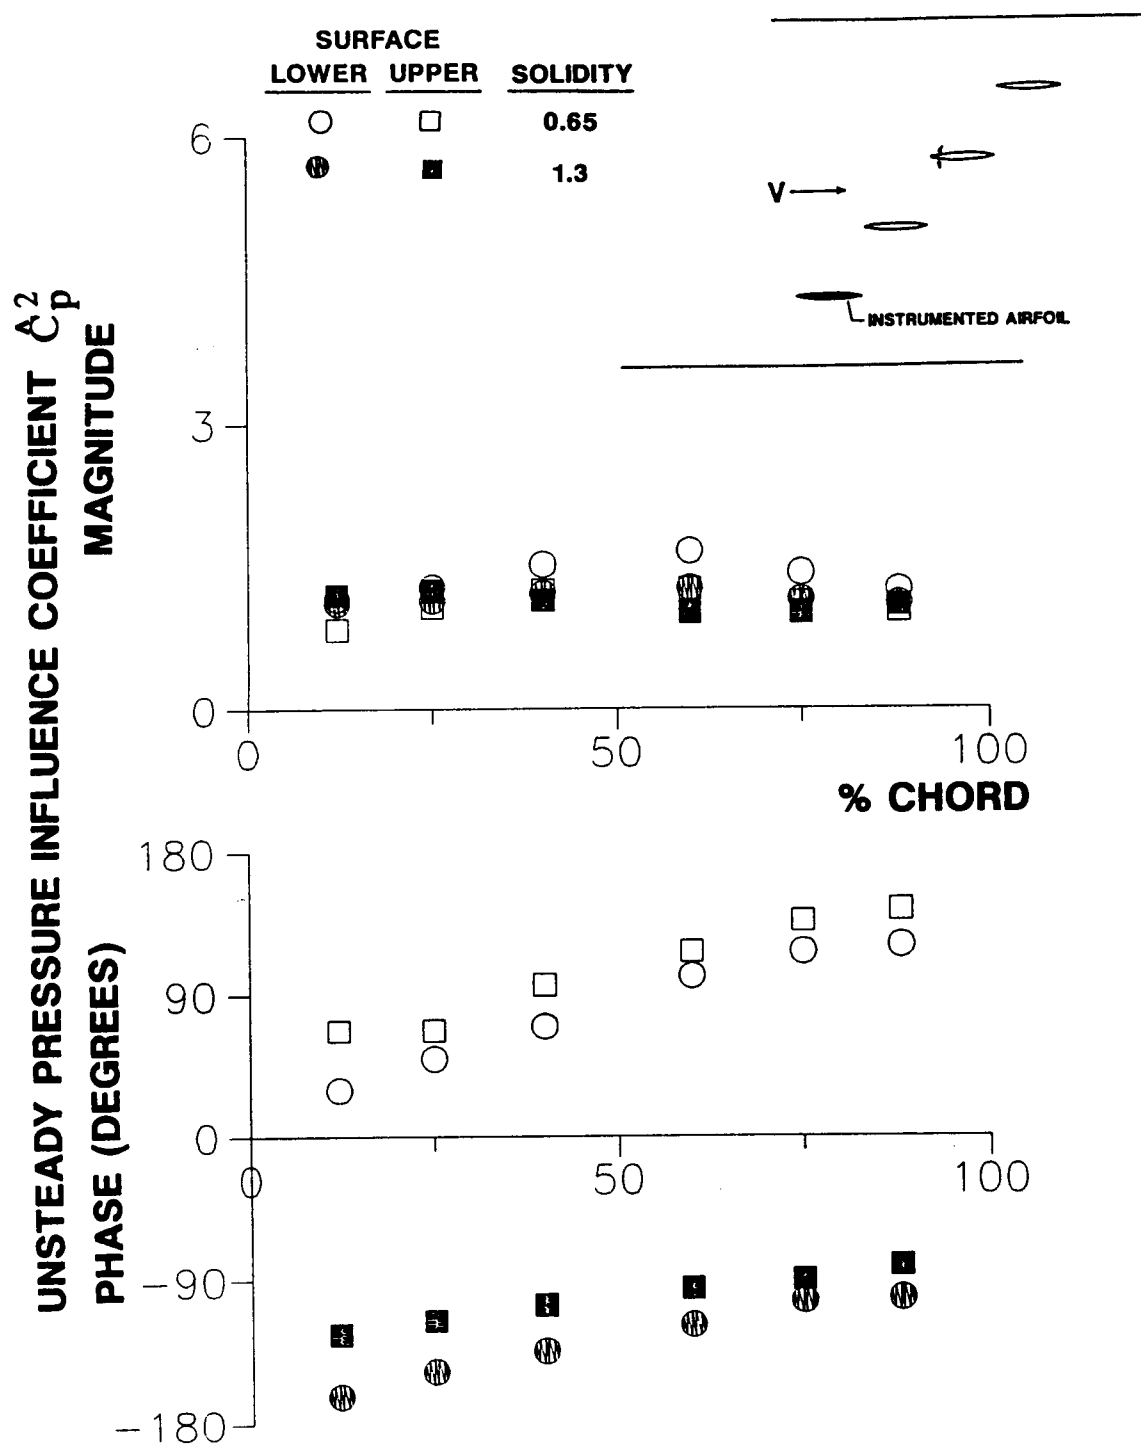 SURFACE
LOWER UPPER SOLIDITY
0.65
1.3
V
INSTRUMENTED AIRFOIL
UNSTEADY PRESSURE INFLUENCE COEFFICIENT Ĉp²
MAGNITUDE
6
3
0
0 50 100
% CHORD
PHASE (DEGREES)
180
90
0
0 50 100
-90
-180